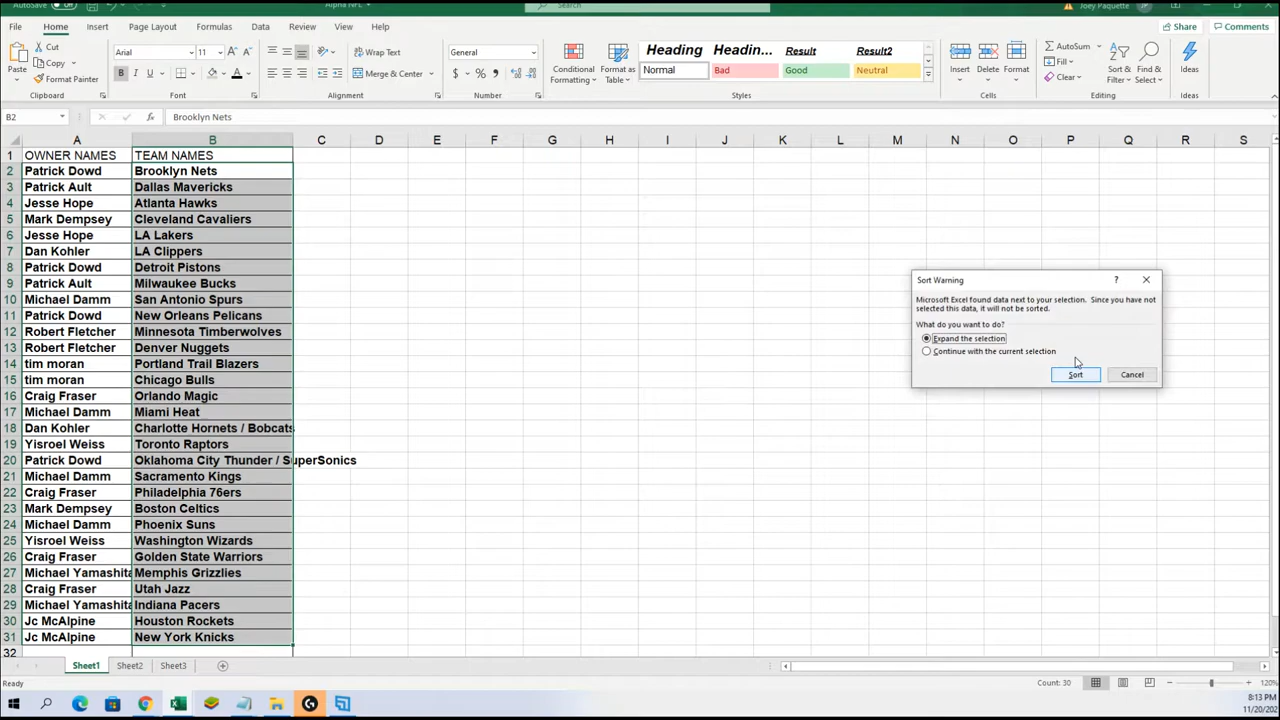 AutoSave
Alpha NFL
Search
Joey Paquette
File Home Insert Page Layout Formulas Data Review View Help
Share Comments
Paste
Cut
Copy
Format Painter
Clipboard
Arial 11
B I U
Font
Wrap Text
Merge & Center
Alignment
General
$ % ,
Number
Conditional Formatting
Format as Table
Heading Headin... Result Result2
Normal Bad Good Neutral
Styles
Insert Delete Format
Cells
AutoSum
Fill
Clear
Sort & Filter
Find & Select
Editing
Ideas
Ideas
B2 fx Brooklyn Nets
A B C D E F G H I J K L M N O P Q R S
1 OWNER NAMES TEAM NAMES
2 Patrick Dowd Brooklyn Nets
3 Patrick Ault Dallas Mavericks
4 Jesse Hope Atlanta Hawks
5 Mark Dempsey Cleveland Cavaliers
6 Jesse Hope LA Lakers
7 Dan Kohler LA Clippers
8 Patrick Dowd Detroit Pistons
9 Patrick Ault Milwaukee Bucks
10 Michael Damm San Antonio Spurs
11 Patrick Dowd New Orleans Pelicans
12 Robert Fletcher Minnesota Timberwolves
13 Robert Fletcher Denver Nuggets
14 tim moran Portland Trail Blazers
15 tim moran Chicago Bulls
16 Craig Fraser Orlando Magic
17 Michael Damm Miami Heat
18 Dan Kohler Charlotte Hornets / Bobcats
19 Yisroel Weiss Toronto Raptors
20 Patrick Dowd Oklahoma City Thunder / SuperSonics
21 Michael Damm Sacramento Kings
22 Craig Fraser Philadelphia 76ers
23 Mark Dempsey Boston Celtics
24 Michael Damm Phoenix Suns
25 Yisroel Weiss Washington Wizards
26 Craig Fraser Golden State Warriors
27 Michael Yamashita Memphis Grizzlies
28 Craig Fraser Utah Jazz
29 Michael Yamashita Indiana Pacers
30 Jc McAlpine Houston Rockets
31 Jc McAlpine New York Knicks
32
Sort Warning ?
Microsoft Excel found data next to your selection. Since you have not
selected this data, it will not be sorted.
What do you want to do?
Expand the selection
Continue with the current selection
Sort Cancel
Sheet1 Sheet2 Sheet3
Ready Count: 30 120%
8:13 PM
11/20/202